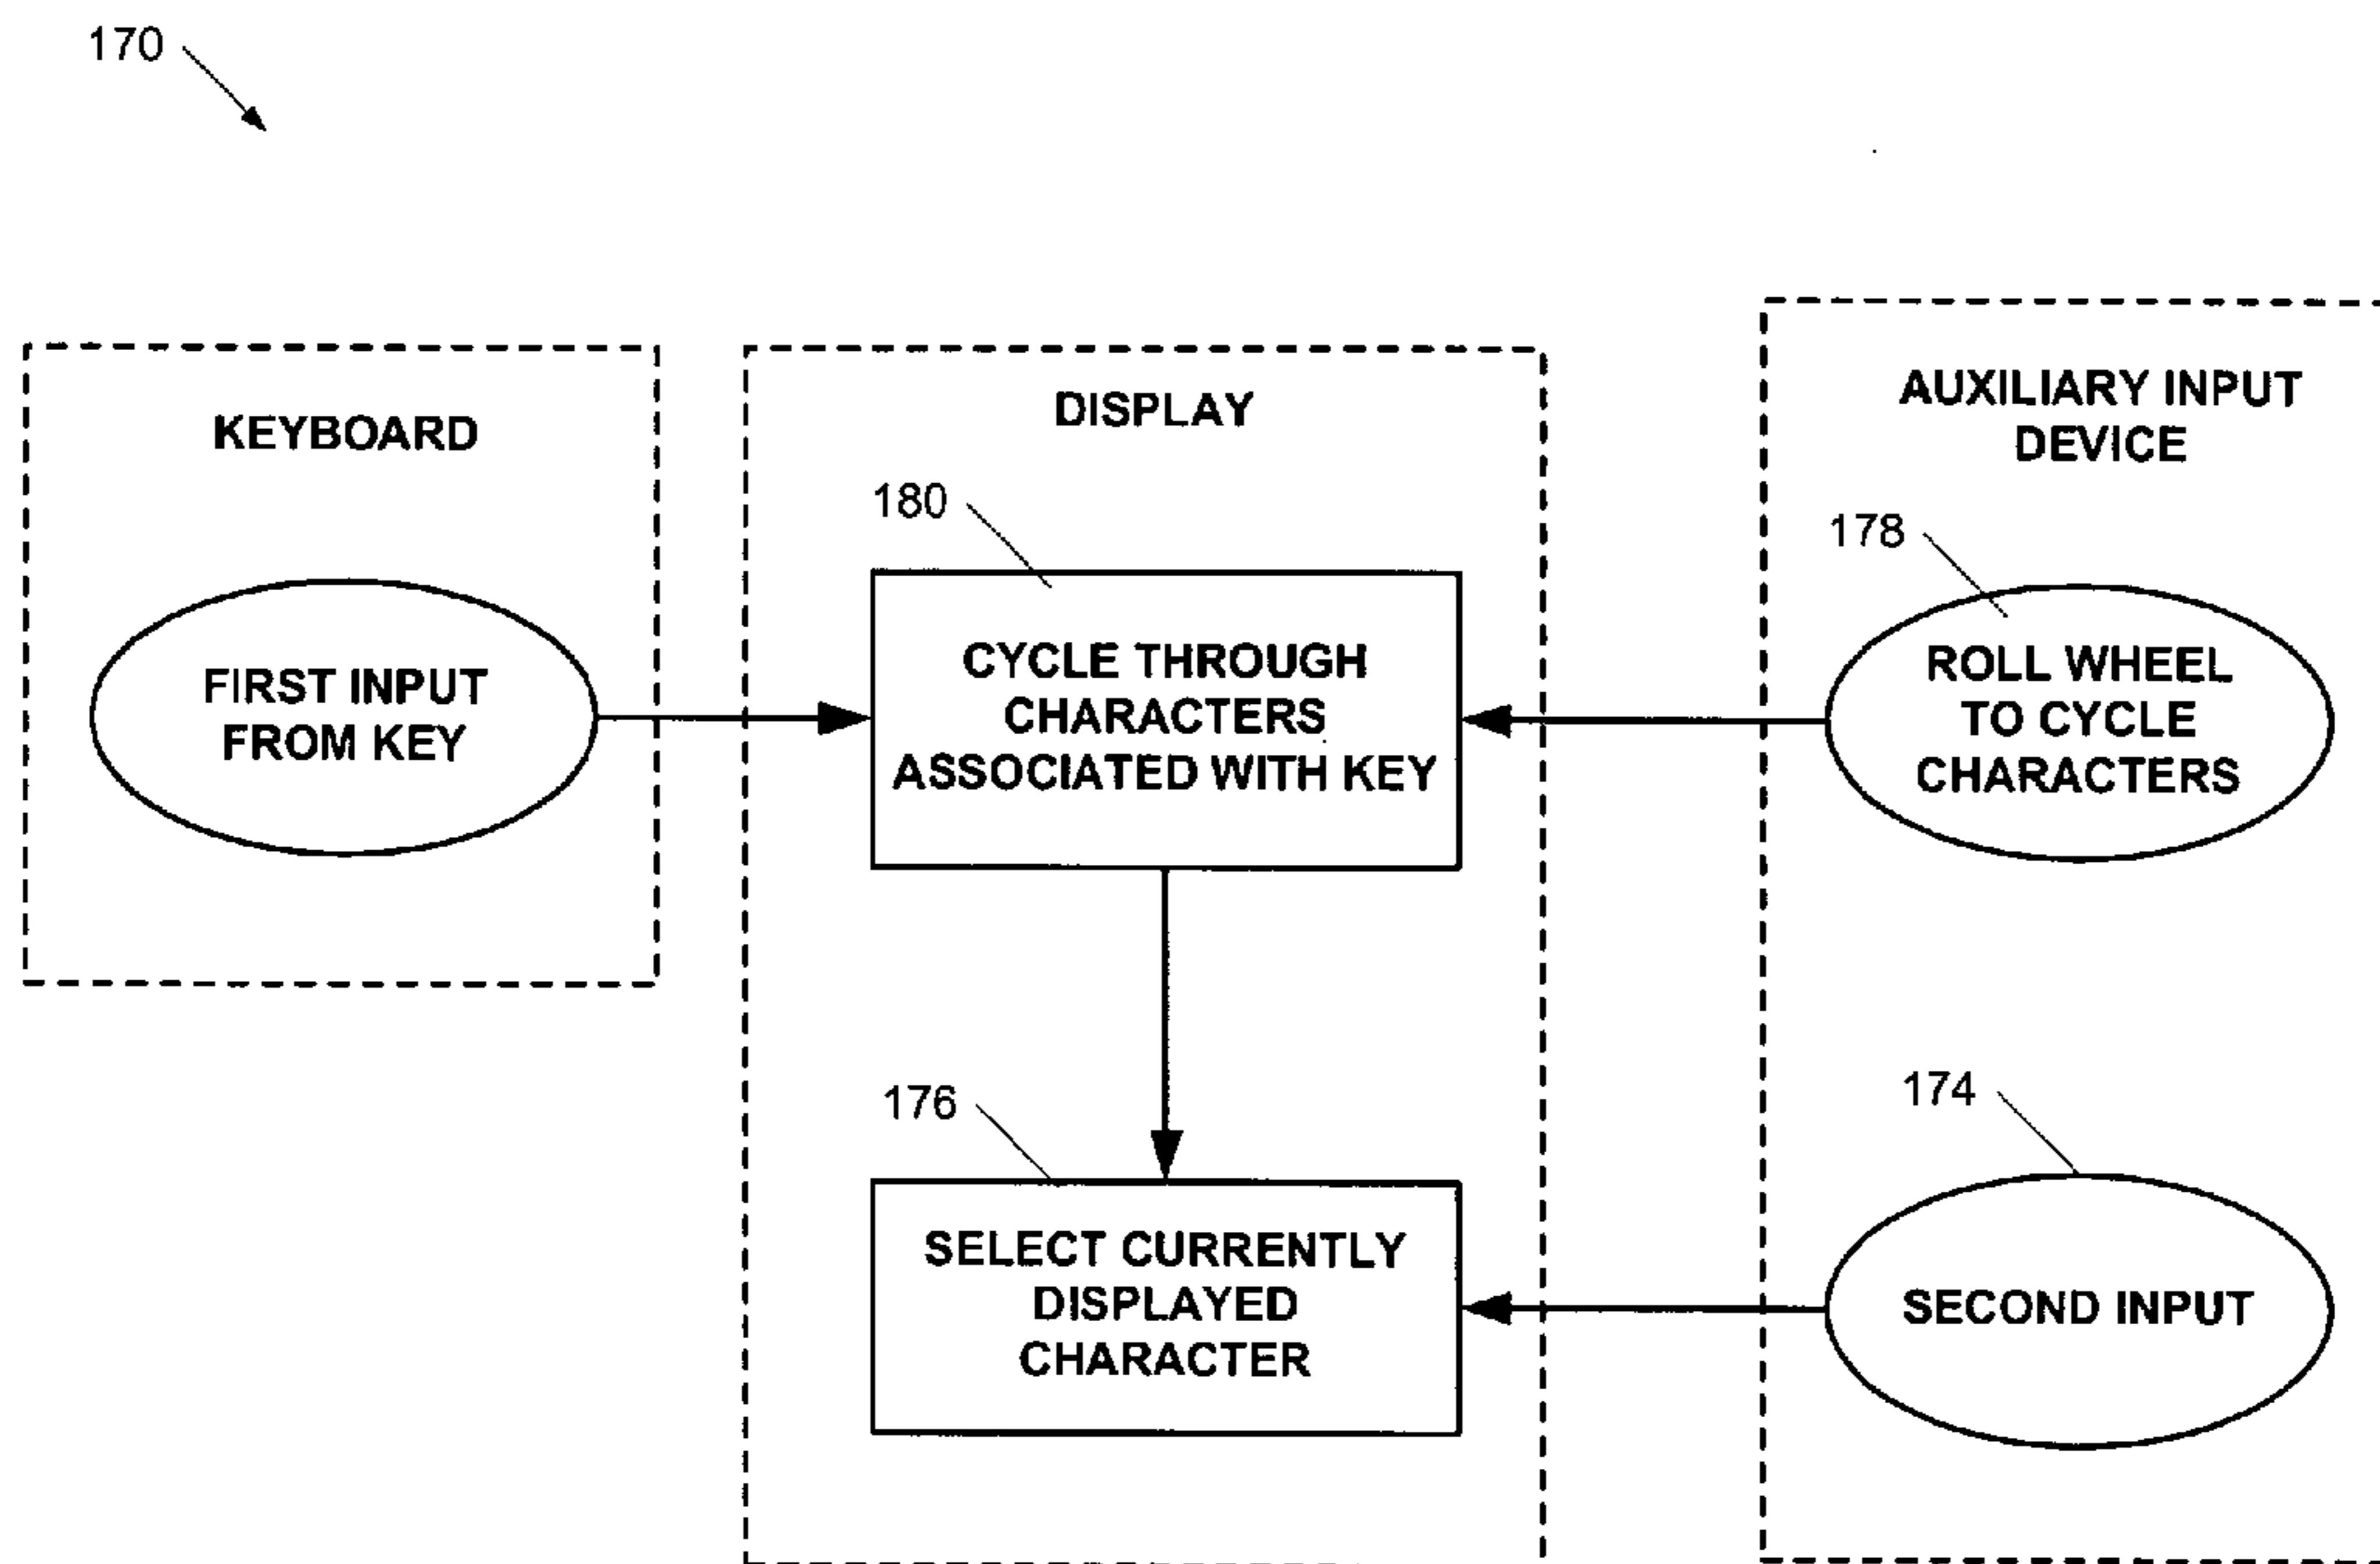 170
KEYBOARD
FIRST INPUT
FROM KEY
DISPLAY
180
CYCLE THROUGH
CHARACTERS
ASSOCIATED WITH KEY
176
SELECT CURRENTLY
DISPLAYED
CHARACTER
AUXILIARY INPUT
DEVICE
178
ROLL WHEEL
TO CYCLE
CHARACTERS
174
SECOND INPUT